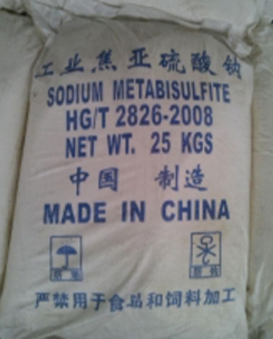 工业焦亚硫酸钠
SODIUM METABISULFITE
HG/T 2826-2008
NET WT. 25 KGS
中国 制造
MADE IN CHINA
严禁用于食品和饲料加工